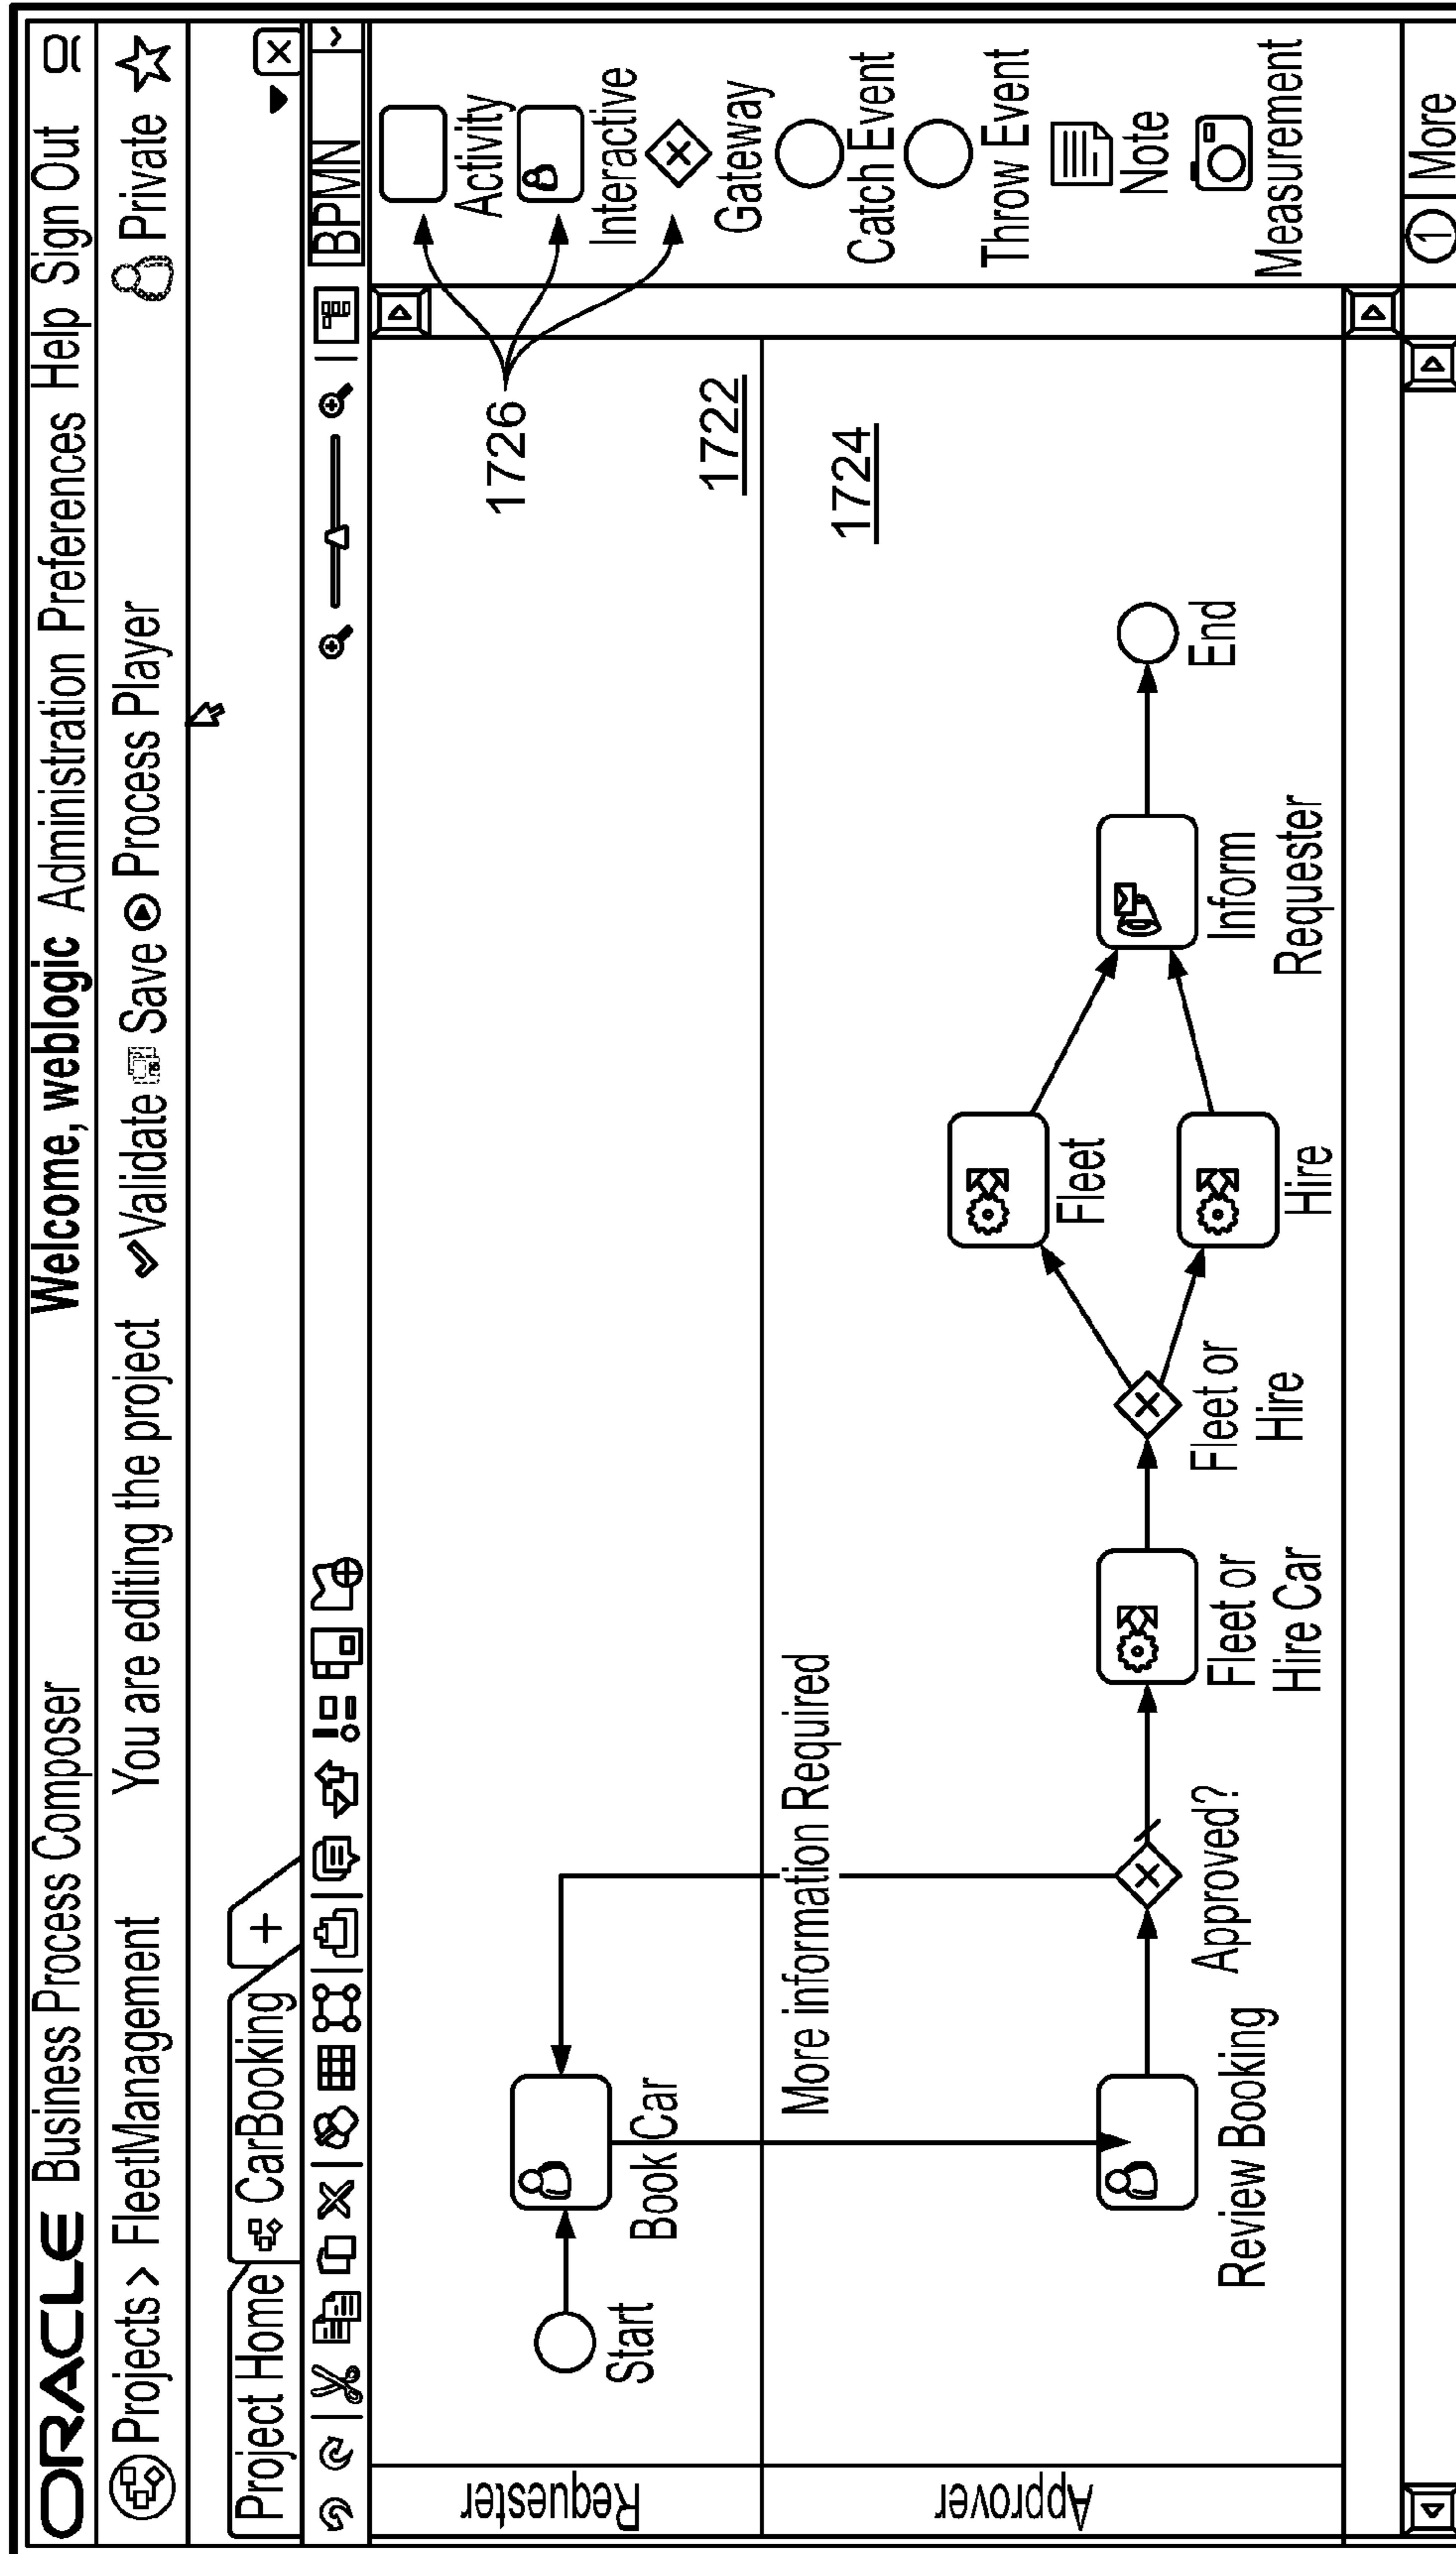 ORACLE Business Process Composer Welcome, weblogic Administration Preferences Help Sign Out
Projects > FleetManagement You are editing the project Validate Save Process Player Private
Project Home CarBooking +
BPMN
Requester
Start
Book Car
1726
1722
Approver
More information Required
1724
Review Booking
Approved?
Fleet or
Hire Car
Fleet or
Hire
Fleet
Hire
Inform
Requester
End
Activity
Interactive
Gateway
Catch Event
Throw Event
Note
Measurement
1 More